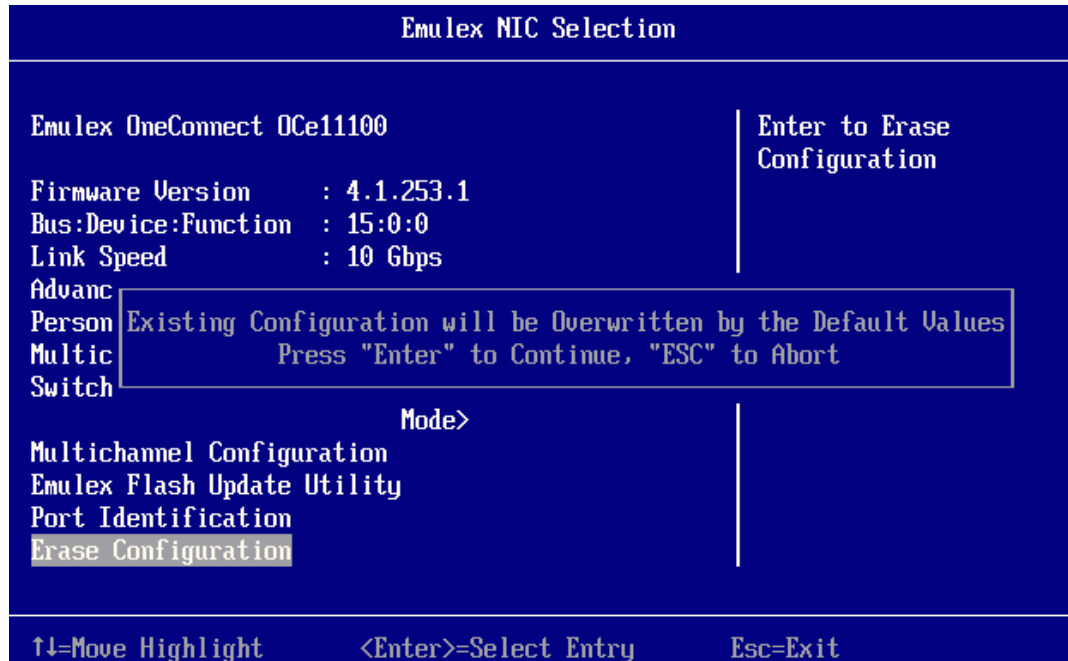 Emulex NIC Selection
Emulex OneConnect OCe11100
Enter to Erase
Configuration
Firmware Version : 4.1.253.1
Bus:Device:Function : 15:0:0
Link Speed : 10 Gbps
Advanc
Person
Multic
Switch
Existing Configuration will be Overwritten by the Default Values
Press "Enter" to Continue, "ESC" to Abort
Mode>
Multichannel Configuration
Emulex Flash Update Utility
Port Identification
Erase Configuration
↑↓=Move Highlight <Enter>=Select Entry Esc=Exit